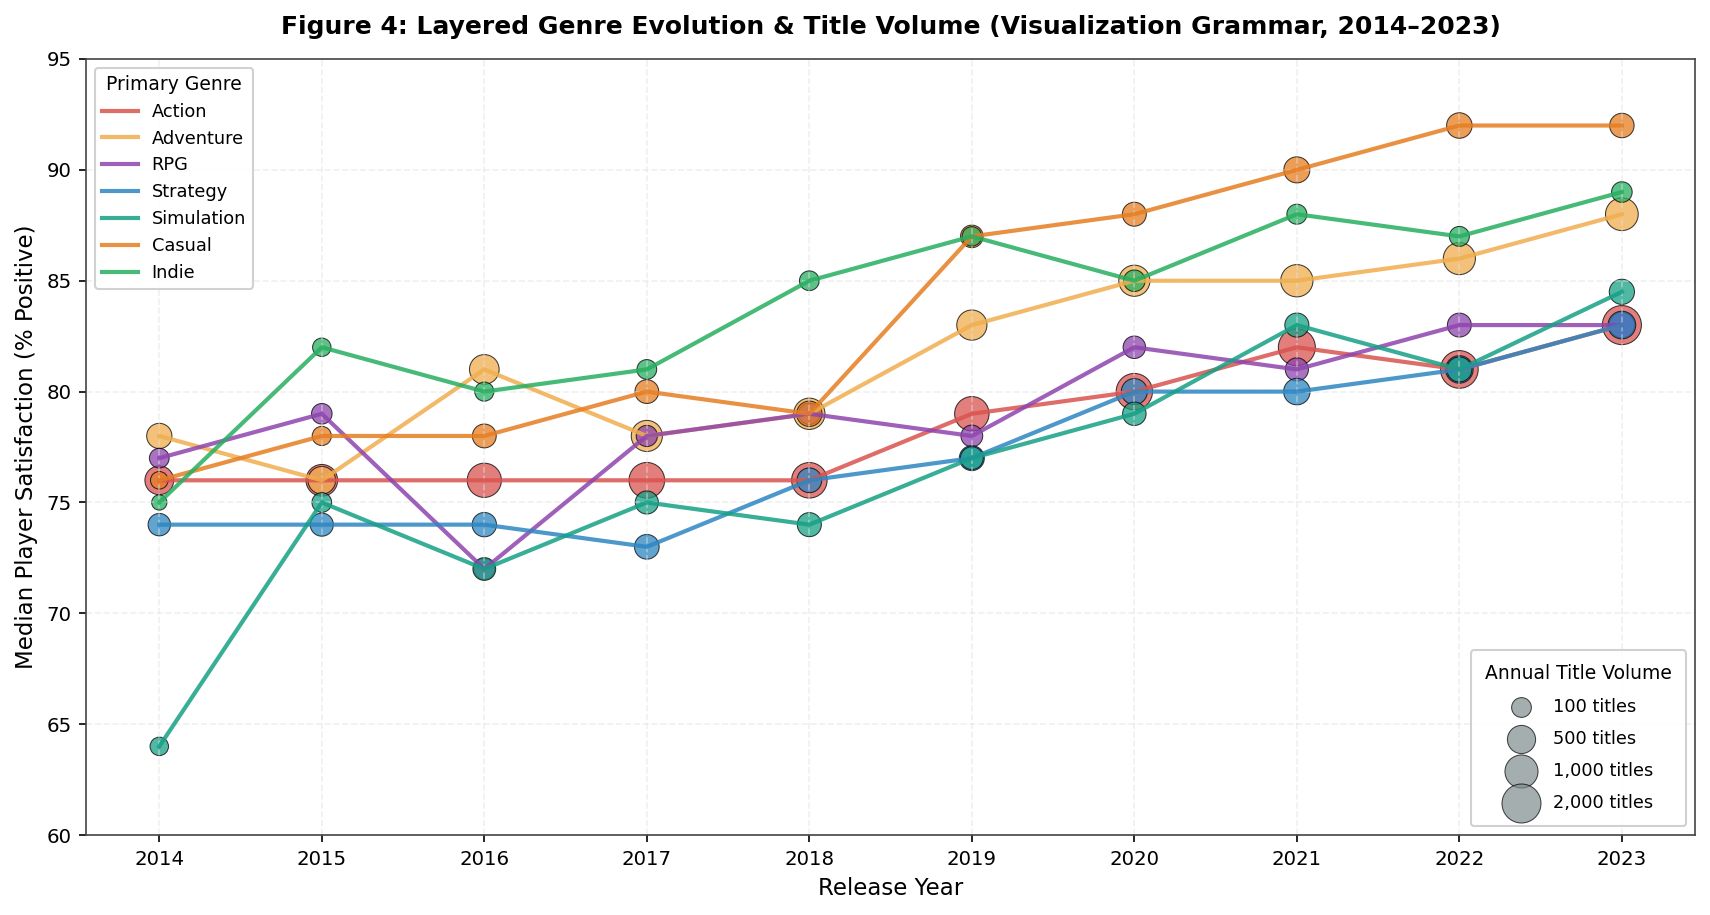 Figure 4: Layered Genre Evolution & Title Volume (Visualization Grammar, 2014–2023)
Median Player Satisfaction (% Positive)
95
90
85
80
75
70
65
60
Primary Genre
Action
Adventure
RPG
Strategy
Simulation
Casual
Indie
Annual Title Volume
100 titles
500 titles
1,000 titles
2,000 titles
2014 2015 2016 2017 2018 2019 2020 2021 2022 2023
Release Year